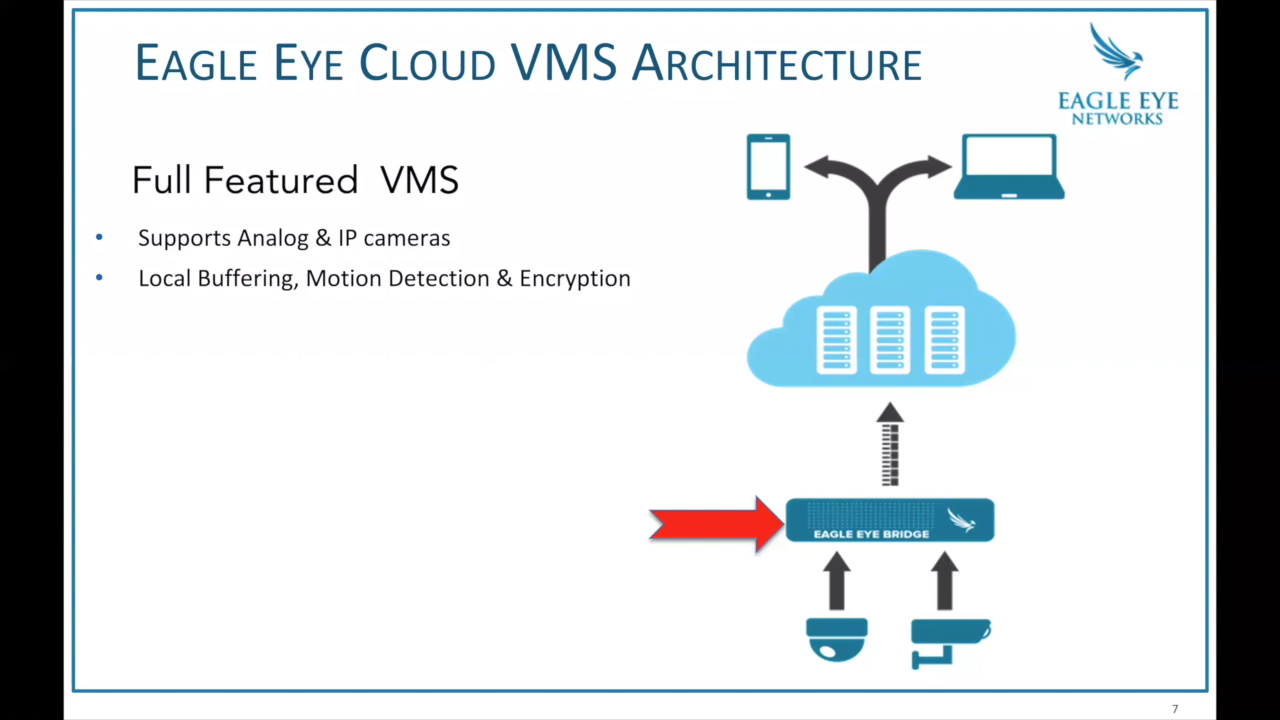 EAGLE EYE CLOUD VMS ARCHITECTURE
EAGLE EYE
NETWORKS
Full Featured VMS
• Supports Analog & IP cameras
• Local Buffering, Motion Detection & Encryption
EAGLE EYE BRIDGE
7